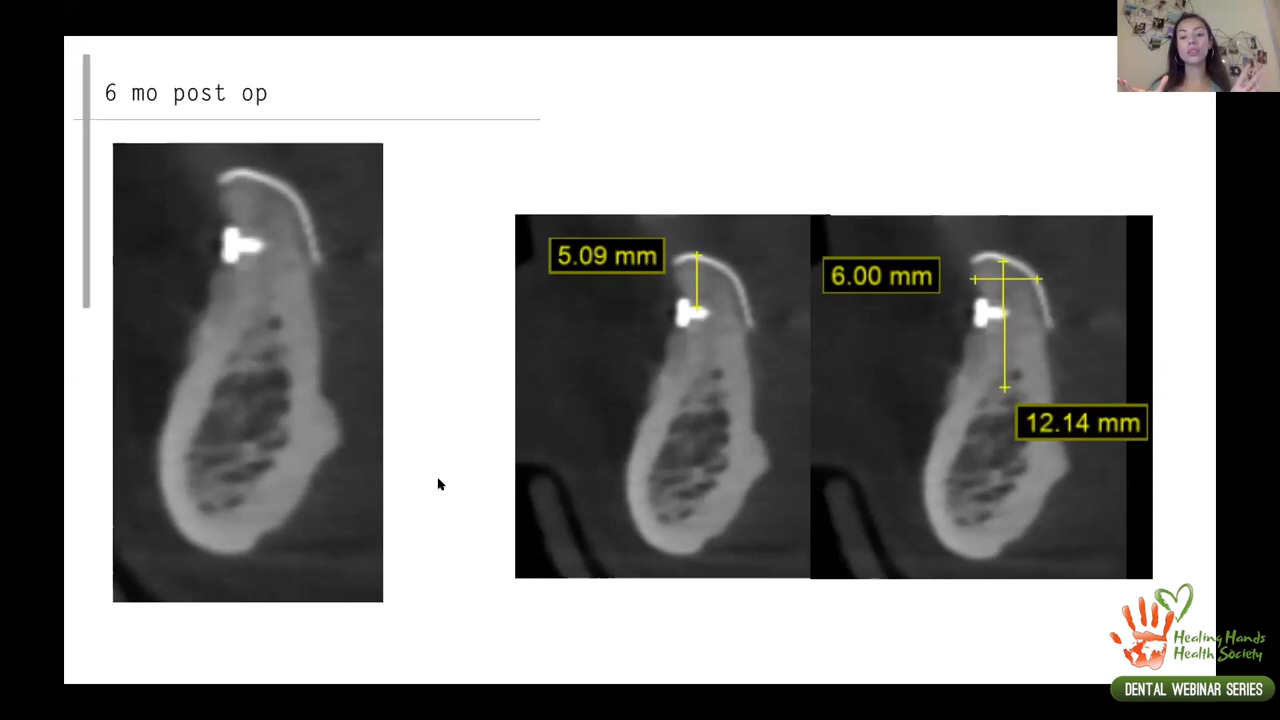 6 mo post op
5.09 mm
6.00 mm
12.14 mm
Healing Hands
Health Society
DENTAL WEBINAR SERIES